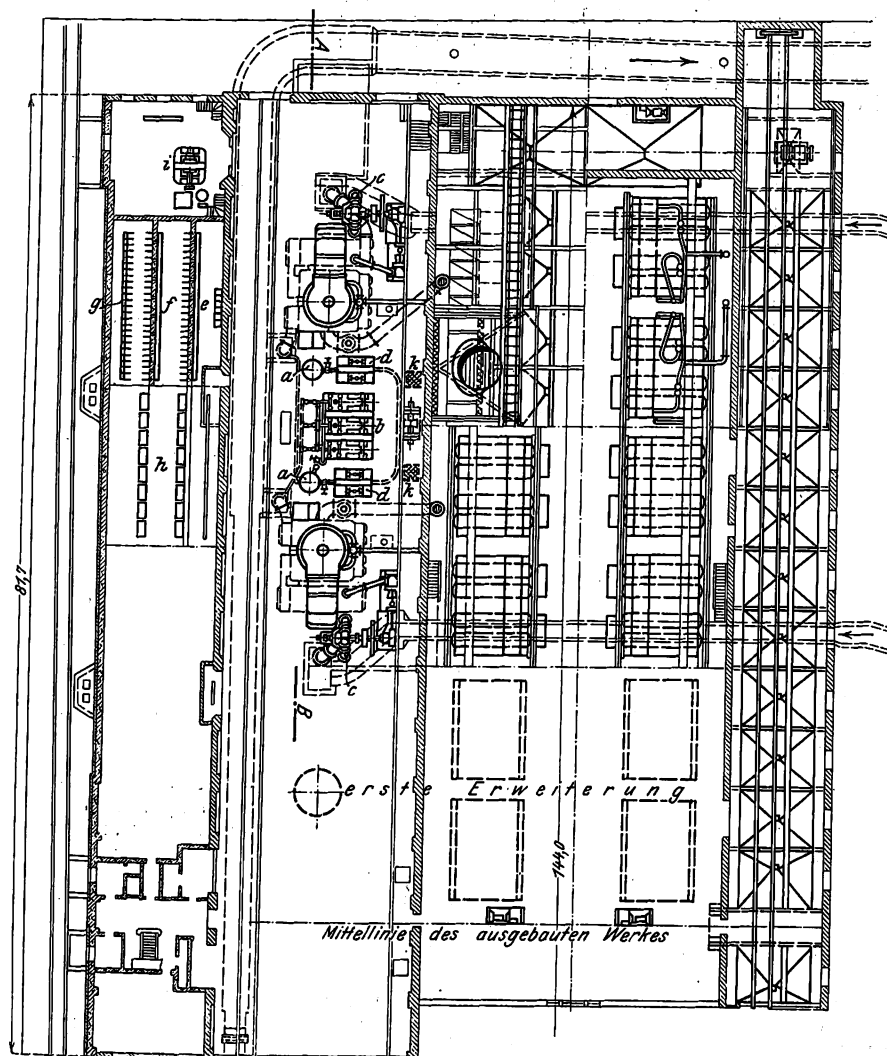 A
i
c
g
f
e
a
d
k
b
h
a
d
k
87,7
c
B
erste Erweiterung
144,0
Mittellinie des ausgebauten Werkes